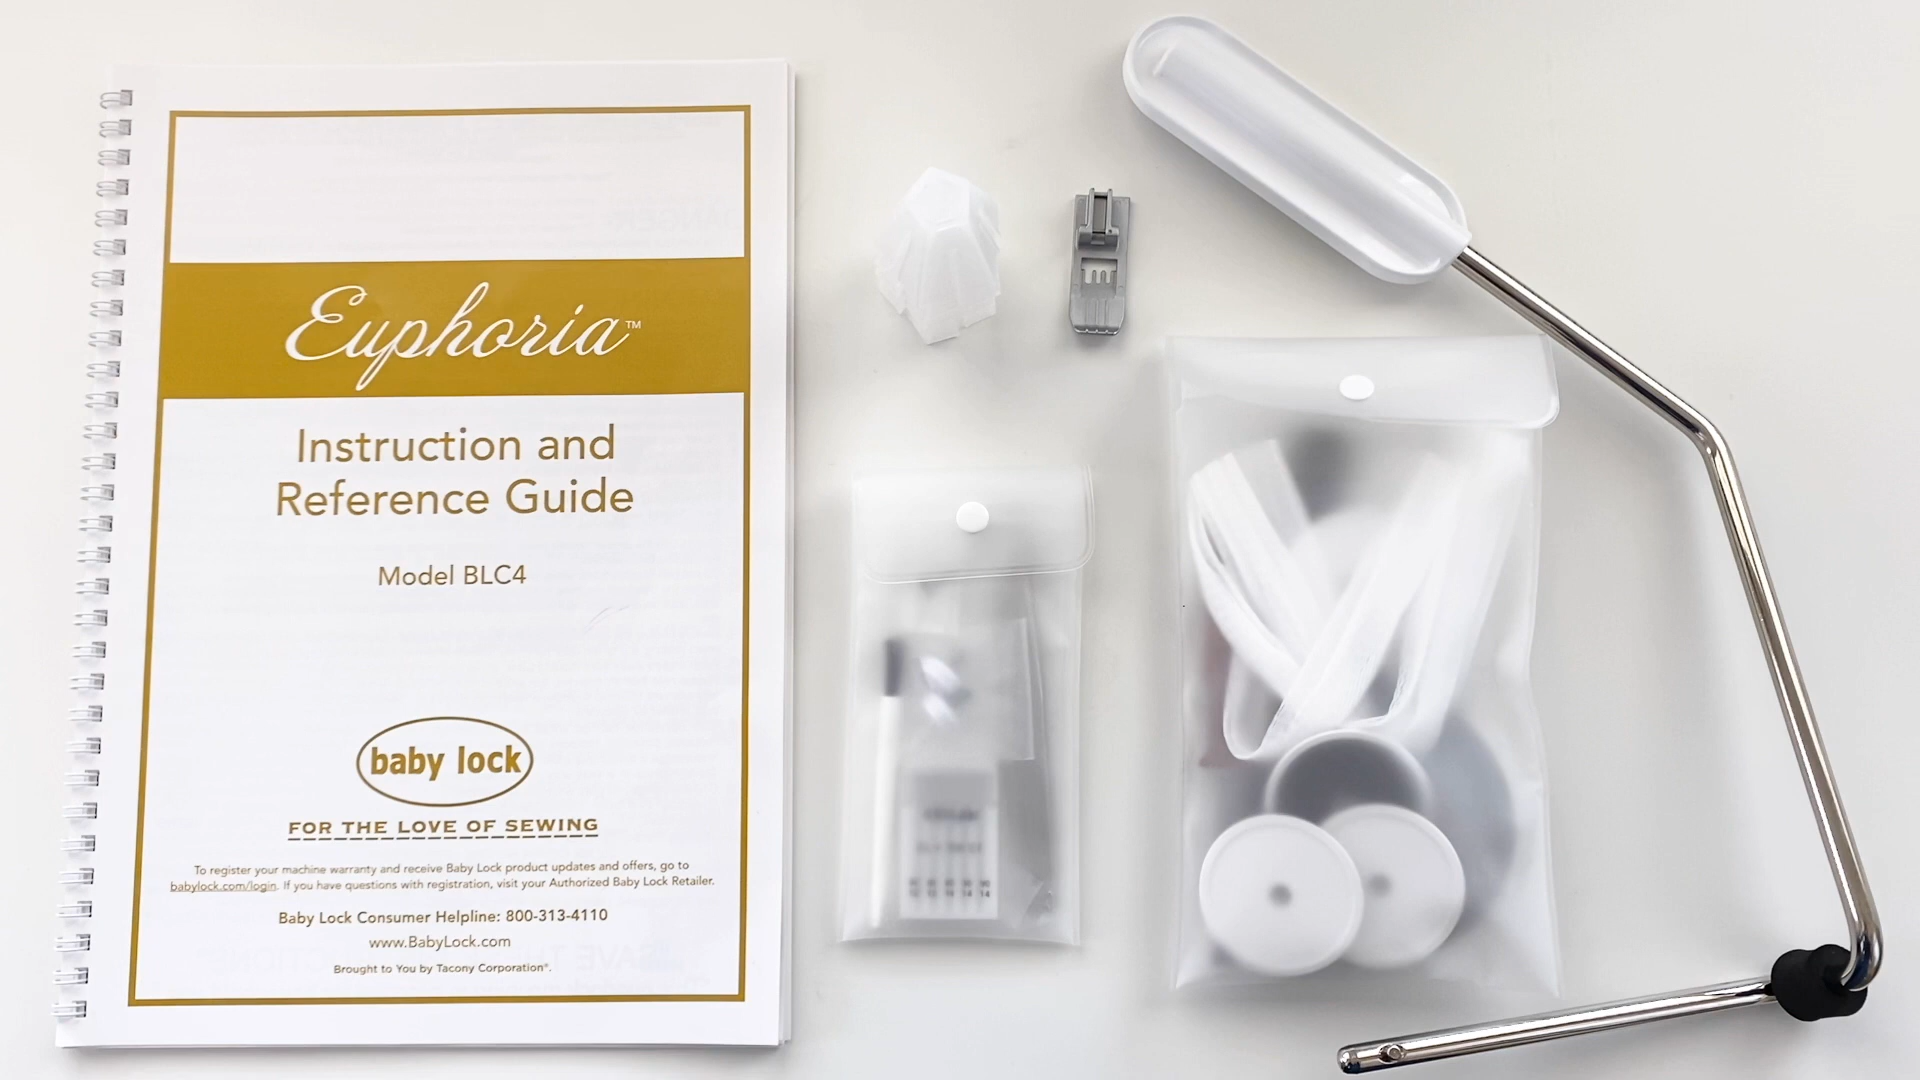 Euphoria™
Instruction and
Reference Guide
Model BLC4
baby lock
FOR THE LOVE OF SEWING
To register your machine warranty and receive Baby Lock product updates and offers, go to
babylock.com/login. If you have questions with registration, visit your Authorized Baby Lock Retailer.
Baby Lock Consumer Helpline: 800-313-4110
www.BabyLock.com
Brought to You by Tacony Corporation®.